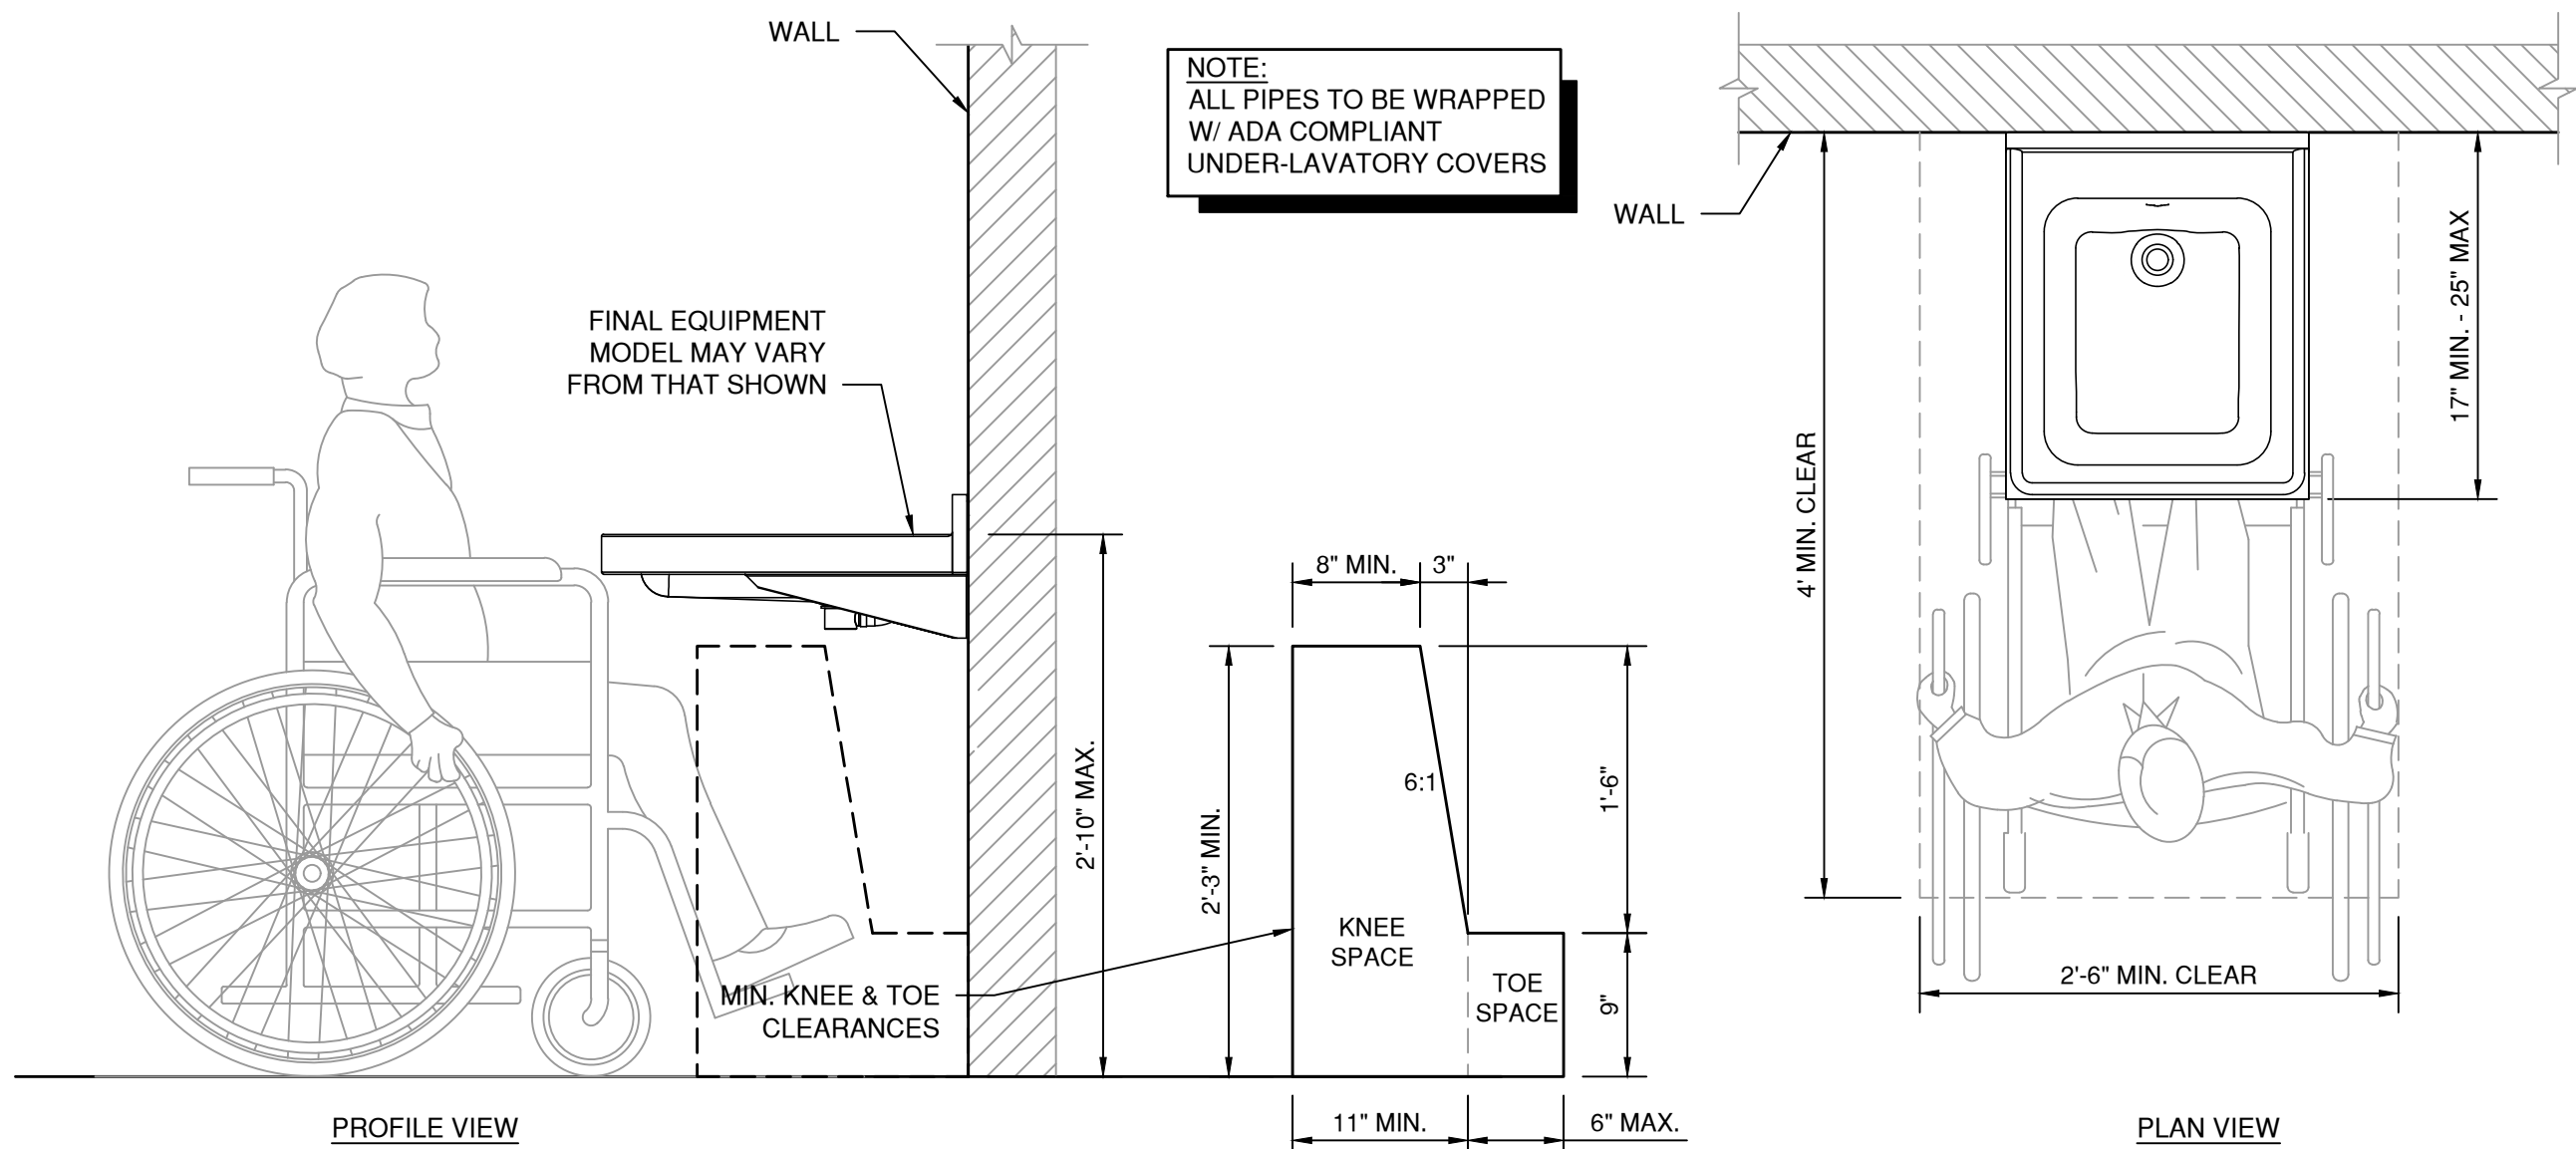 WALL
NOTE:
ALL PIPES TO BE WRAPPED
W/ ADA COMPLIANT
UNDER-LAVATORY COVERS
WALL
FINAL EQUIPMENT
MODEL MAY VARY
FROM THAT SHOWN
17" MIN. - 25" MAX
4' MIN. CLEAR
8" MIN.
3"
2'-10" MAX.
2'-3" MIN.
6:1
1'-6"
KNEE
SPACE
TOE
SPACE
9"
MIN. KNEE & TOE
CLEARANCES
2'-6" MIN. CLEAR
11" MIN.
6" MAX.
PROFILE VIEW
PLAN VIEW